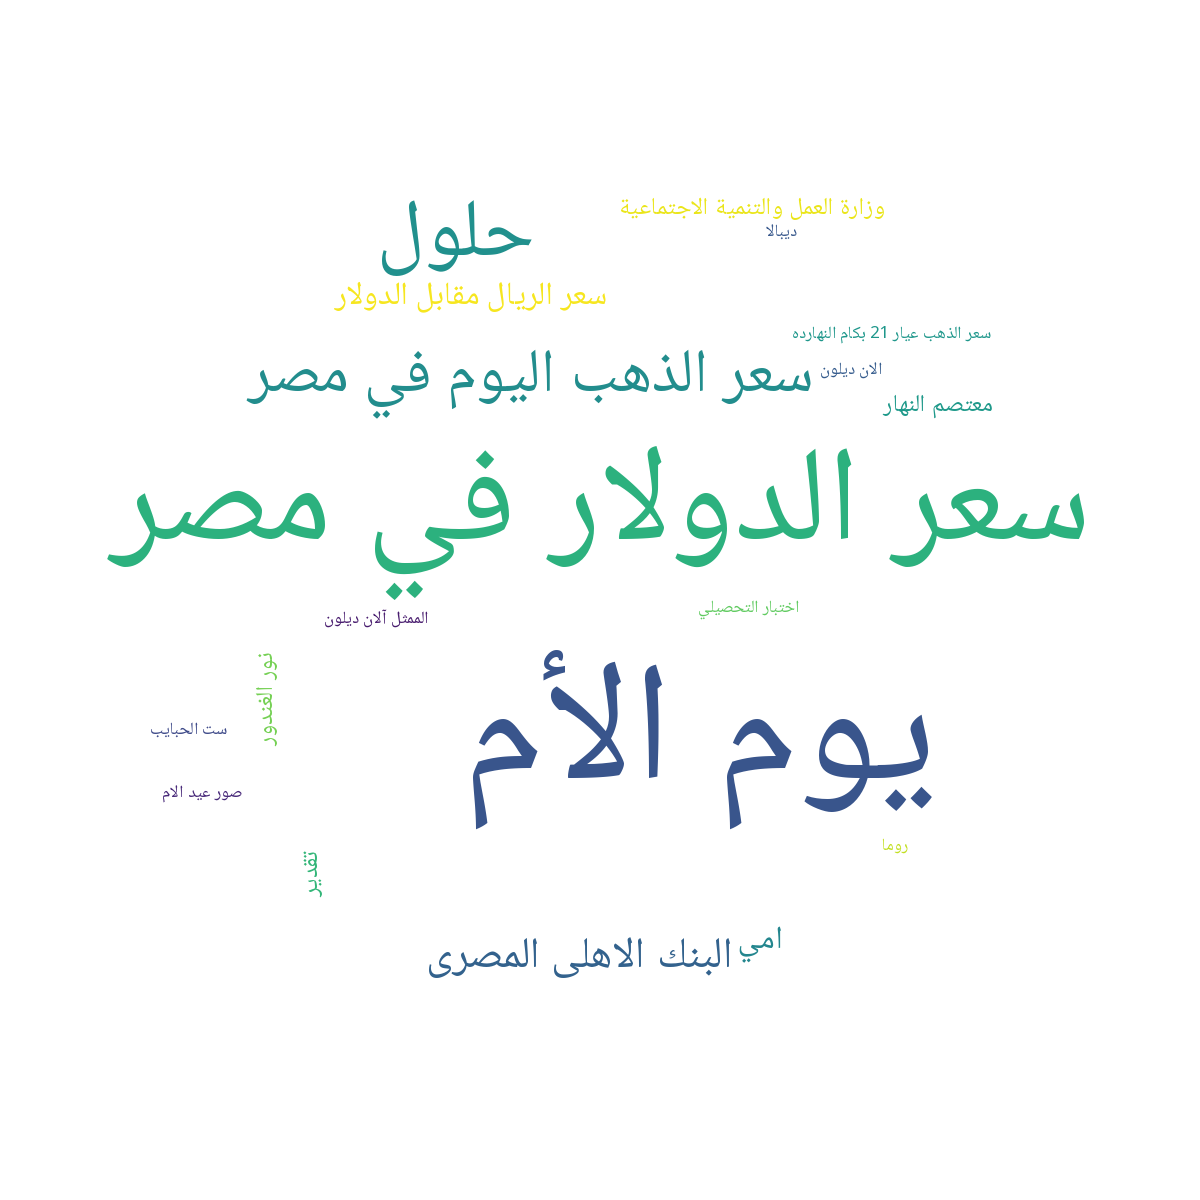 وزارة العمل والتنمية الاجتماعية
حلول
ديبالا
سعر الريال مقابل الدولار
سعر الذهب عيار 21 بكام النهارده
سعر الذهب اليوم في مصر
الان ديلون
معتصم النهار
سعر الدولار في مصر
اختبار التحصيلي
الممثل آلان ديلون
نور الغندور
يوم الأم
ست الحبايب
صور عيد الام
روما
تقدير
امي
البنك الاهلى المصرى